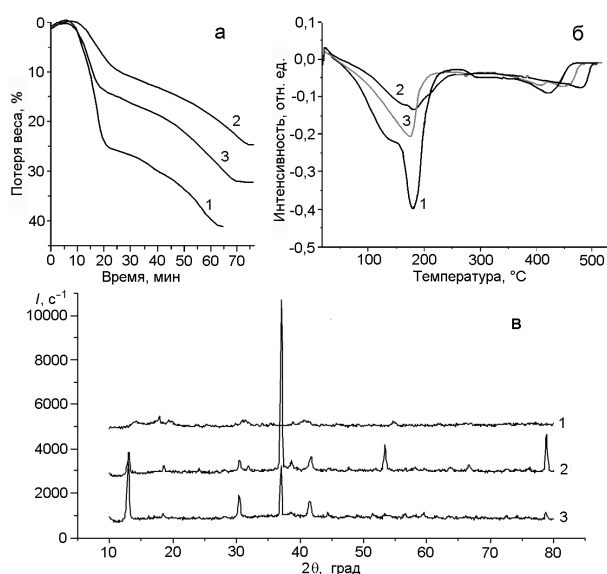 а
Потеря веса, %
0
10
20
30
40
2
3
1
0 10 20 30 40 50 60 70
Время, мин
б
Интенсивность, отн. ед.
0,1
0,0
-0,1
-0,2
-0,3
-0,4
-0,5
2
3
1
100 200 300 400 500
Температура, °С
в
I, с⁻¹
10000
8000
6000
4000
2000
0
1
2
3
10 20 30 40 50 60 70 80
2θ, град